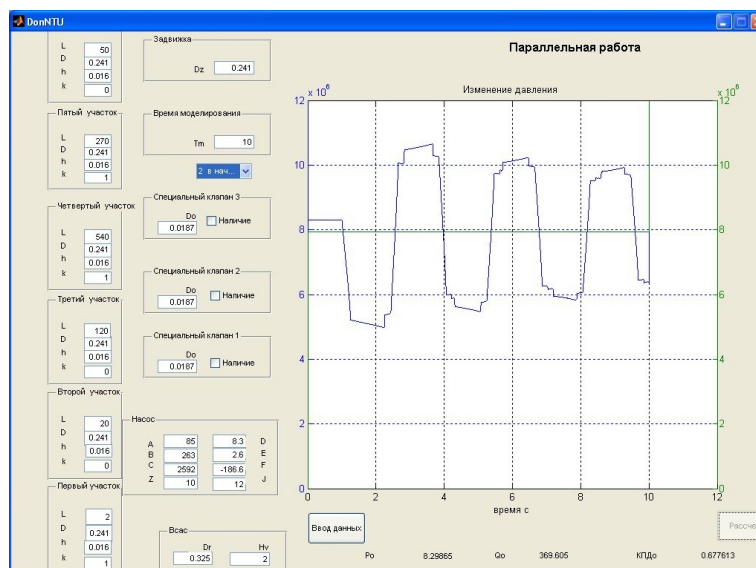 DonNTU
L 50
D 0.241
h 0.016
k 0
Пятый участок
L 270
D 0.241
h 0.016
k 1
Четвертый участок
L 540
D 0.241
h 0.016
k 1
Третий участок
L 120
D 0.241
h 0.016
k 0
Второй участок
L 20
D 0.241
h 0.016
k 0
Первый участок
L 2
D 0.241
h 0.016
k 1
Задвижка
Dz 0.241
Время моделирования
Tm 10
2 в нач...
Специальный клапан 3
Do
0.0187 Наличие
Специальный клапан 2
Do
0.0187 Наличие
Специальный клапан 1
Do
0.0187 Наличие
Насос
A 85 8.3 D
B 263 2.6 E
C 2592 -186.6 F
Z 10 12 J
Всас
Dr Hv
0.325 2
Параллельная работа
Изменение давления
x 10^6 x 10^6
12 12
10 10
8 8
6 6
4 4
2 2
0 0
0 2 4 6 8 10 12
время с
Ввод данных
Рассче
Po 8.29865 Qo 369.605 КПДо 0.677613